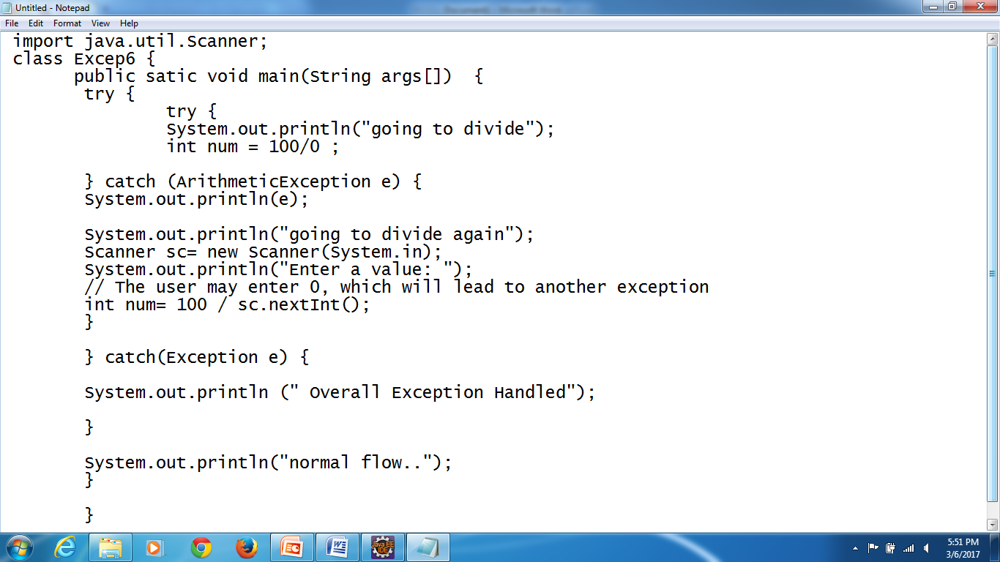 Untitled - Notepad
File Edit Format View Help
import java.util.Scanner;
class Excep6 {
public satic void main(String args[]) {
try {
try {
System.out.println("going to divide");
int num = 100/0 ;
} catch (ArithmeticException e) {
System.out.println(e);
System.out.println("going to divide again");
Scanner sc= new Scanner(System.in);
System.out.println("Enter a value: ");
// The user may enter 0, which will lead to another exception
int num= 100 / sc.nextInt();
}
} catch(Exception e) {
System.out.println (" Overall Exception Handled");
}
System.out.println("normal flow..");
}
}
Java EE
IDE
5:51 PM
3/6/2017